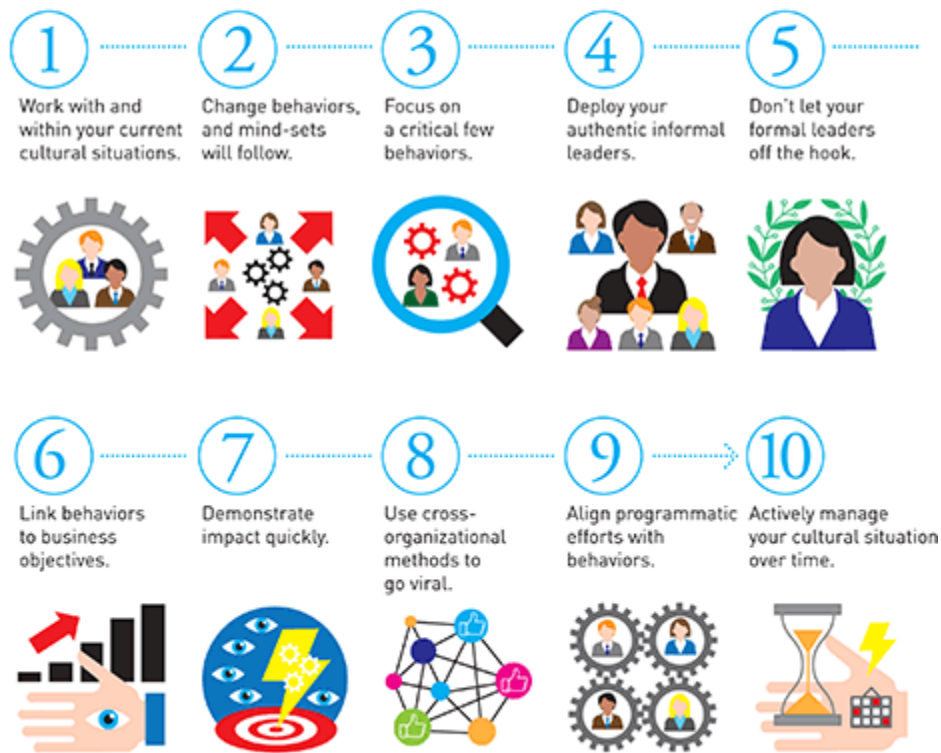 1
Work with and
within your current
cultural situations.
2
Change behaviors,
and mind-sets
will follow.
3
Focus on
a critical few
behaviors.
4
Deploy your
authentic informal
leaders.
5
Don't let your
formal leaders
off the hook.
6
Link behaviors
to business
objectives.
7
Demonstrate
impact quickly.
8
Use cross-
organizational
methods to
go viral.
9
Align programmatic
efforts with
behaviors.
10
Actively manage
your cultural situation
over time.